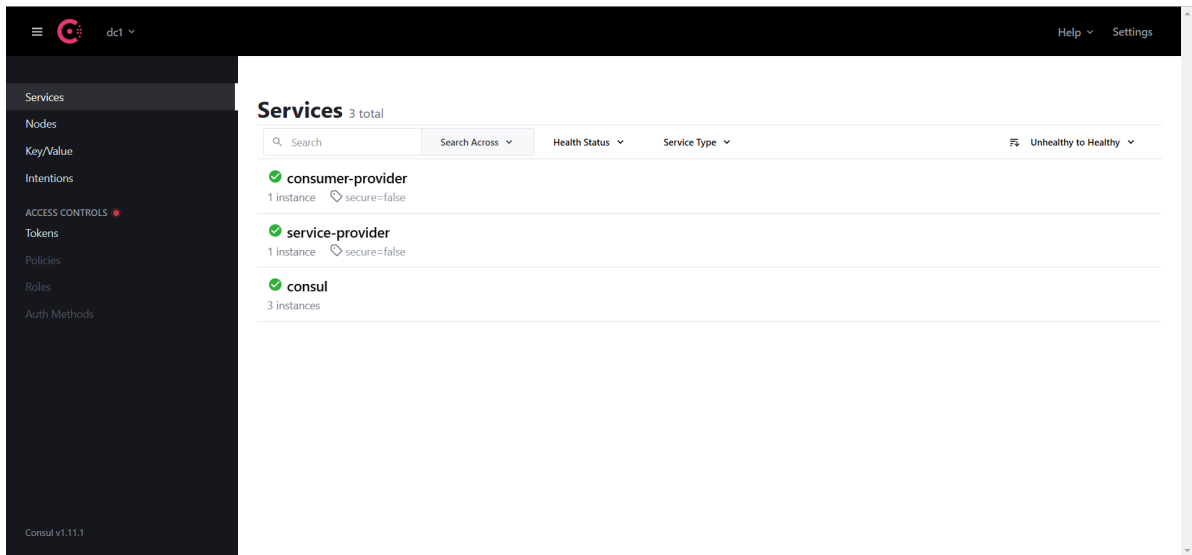 dc1
Help
Settings
Services
Nodes
Key/Value
Intentions
ACCESS CONTROLS
Tokens
Policies
Roles
Auth Methods
Consul v1.11.1
Services 3 total
Search
Search Across
Health Status
Service Type
Unhealthy to Healthy
consumer-provider
1 instance secure=false
service-provider
1 instance secure=false
consul
3 instances